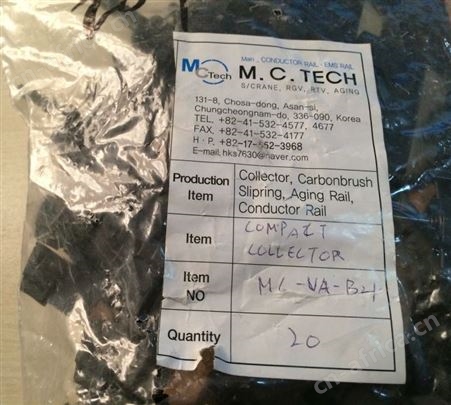 Main , CONDUCTOR RAIL · EMS RAIL
MC Tech M. C. TECH
S/CRANE, RGV, RTV, AGING
131-8, Chosa-dong, Asan-si,
Chungcheongnam-do, 336-090, Korea
TEL, +82-41-532-4577, 4677
FAX, +82-41-532-4177
H · P. +82-17-552-3968
E-mail; hks7630@naver.com
Production Item
Collector, Carbonbrush
Slipring, Aging Rail,
Conductor Rail
Item
COMPACT
COLLECTOR
Item NO
MC-VA-B24
Quantity
20